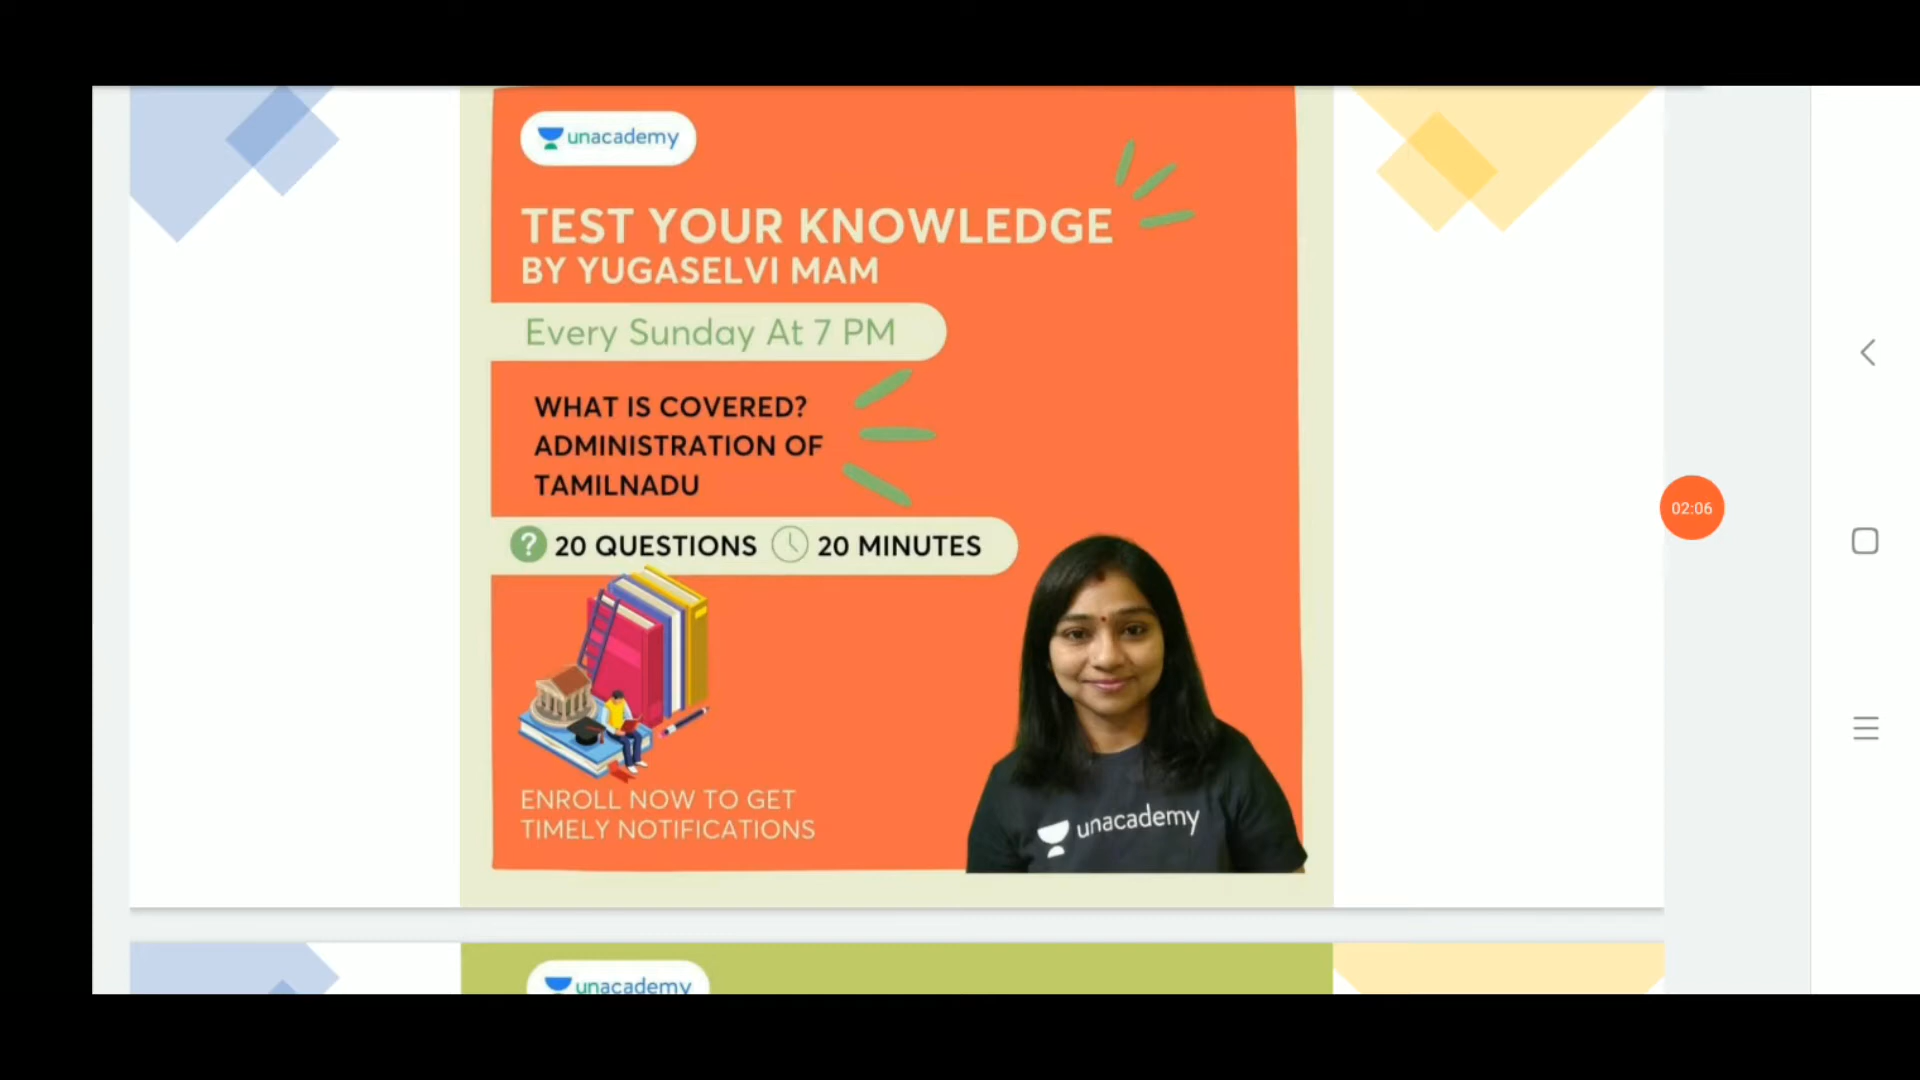 unacademy
TEST YOUR KNOWLEDGE
BY YUGASELVI MAM
Every Sunday At 7 PM
WHAT IS COVERED?
ADMINISTRATION OF
TAMILNADU
? 20 QUESTIONS 20 MINUTES
02:06
unacademy
ENROLL NOW TO GET
TIMELY NOTIFICATIONS
unacademy